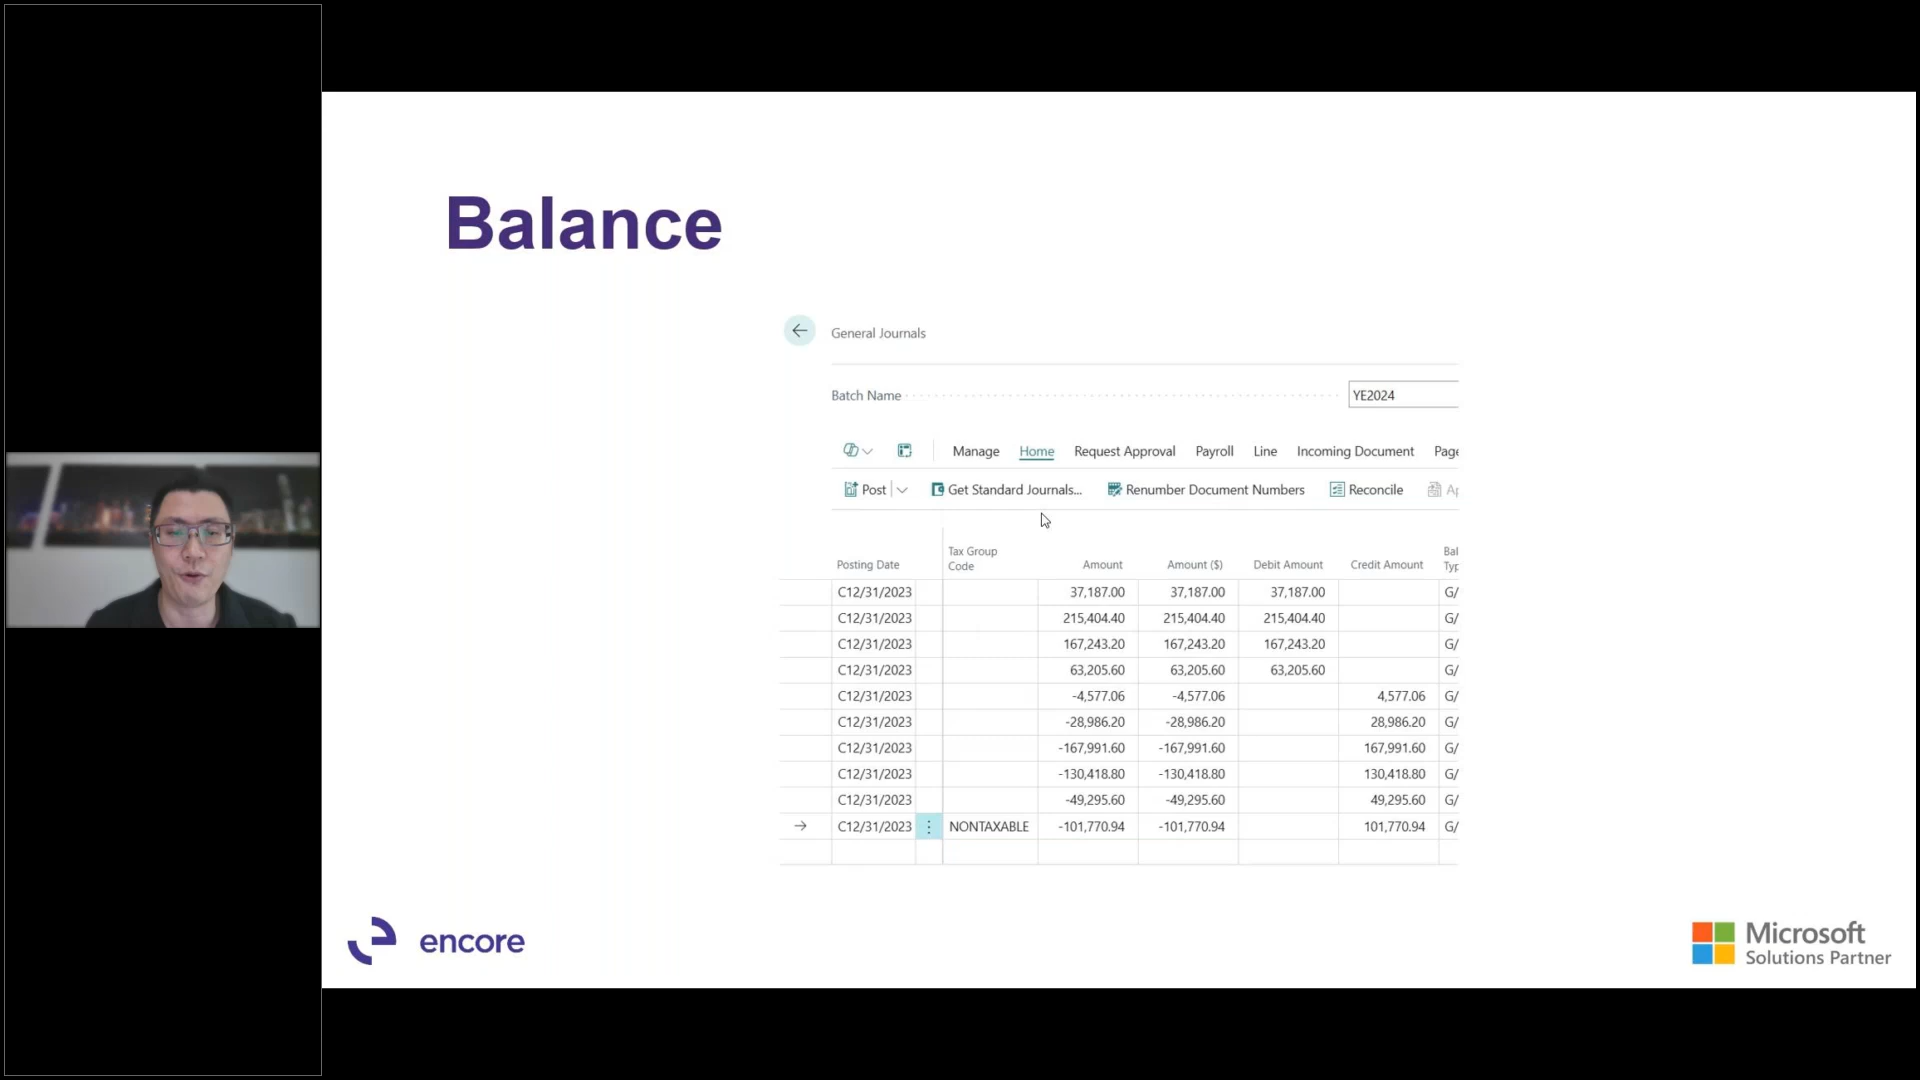 Balance
General Journals
Batch Name YE2024
Manage Home Request Approval Payroll Line Incoming Document Page
Post Get Standard Journals... Renumber Document Numbers Reconcile Ap
Posting Date Tax Group Code Amount Amount ($) Debit Amount Credit Amount Bal Typ
C12/31/2023 37,187.00 37,187.00 37,187.00 G/
C12/31/2023 215,404.40 215,404.40 215,404.40 G/
C12/31/2023 167,243.20 167,243.20 167,243.20 G/
C12/31/2023 63,205.60 63,205.60 63,205.60 G/
C12/31/2023 -4,577.06 -4,577.06 4,577.06 G/
C12/31/2023 -28,986.20 -28,986.20 28,986.20 G/
C12/31/2023 -167,991.60 -167,991.60 167,991.60 G/
C12/31/2023 -130,418.80 -130,418.80 130,418.80 G/
C12/31/2023 -49,295.60 -49,295.60 49,295.60 G/
C12/31/2023 NONTAXABLE -101,770.94 -101,770.94 101,770.94 G/
encore
Microsoft
Solutions Partner